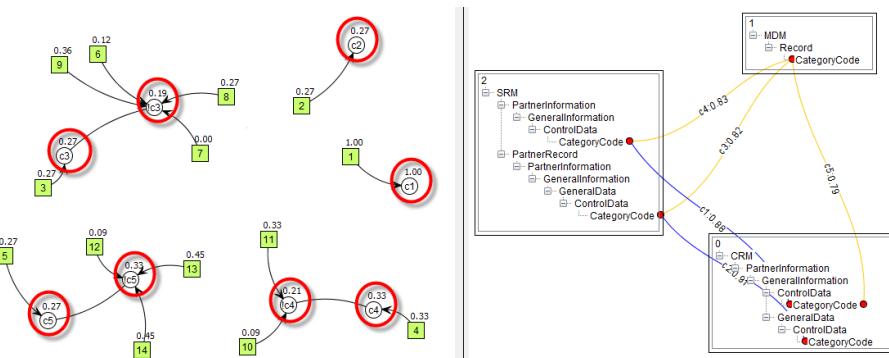 0.36
9
0.12
6
0.19
!c3
0.27
8
0.00
7
0.27
c3
0.27
3
0.27
c2
0.27
2
1.00
1
1.00
c1
0.27
5
0.09
12
0.33
c5
0.45
13
0.27
c5
0.45
14
0.33
11
0.21
!c4
0.33
c4
0.33
4
0.09
10
1
MDM
Record
CategoryCode
2
SRM
PartnerInformation
GeneralInformation
ControlData
CategoryCode
PartnerRecord
PartnerInformation
GeneralInformation
GeneralData
ControlData
CategoryCode
c4:0.83
c3:0.82
c5:0.79
c1:0.88
0
CRM
PartnerInformation
GeneralInformation
ControlData
CategoryCode
GeneralData
ControlData
CategoryCode